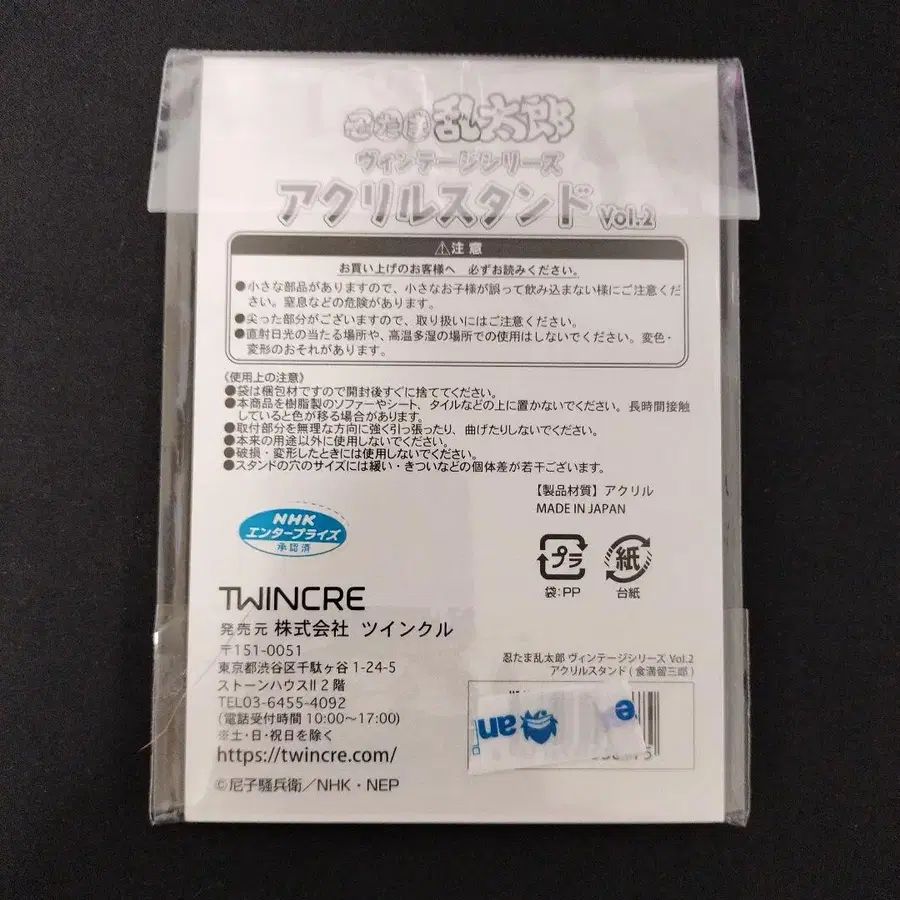 忍たま乱太郎
ヴィンテージシリーズ
アクリルスタンド Vol.2
⚠注意
お買い上げのお客様へ 必ずお読みください。
●小さな部品がありますので、小さなお子様が誤って飲み込まない様にご注意くだ
さい。窒息などの危険があります。
●尖った部分がございますので、取り扱いにはご注意ください。
●直射日光の当たる場所や、高温多湿の場所での使用はしないでください。変色・
変形のおそれがあります。
《使用上の注意》
●袋は梱包材ですので開封後すぐに捨ててください。
●本商品を樹脂製のソファーやシート、タイルなどの上に置かないでください。長時間接触
していると色が移る場合があります。
●取付部分を無理な方向に強く引っ張ったり、曲げたりしないでください。
●本来の用途以外に使用しないでください。
●破損・変形したときには使用しないでください。
●スタンドの穴のサイズには緩い・きついなどの個体差が若干ございます。
【製品材質】アクリル
MADE IN JAPAN
NHK
エンタープライズ
承認済
プラ
紙
袋:PP
台紙
TWINCRE
発売元 株式会社 ツインクル
〒151-0051
東京都渋谷区千駄ヶ谷 1-24-5
ストーンハウスⅡ 2 階
TEL03-6455-4092
(電話受付時間 10:00〜17:00)
※土・日・祝日を除く
https://twincre.com/
©尼子騒兵衛／NHK・NEP
忍たま乱太郎 ヴィンテージシリーズ Vol.2
アクリルスタンド ( 食満留三郎 )